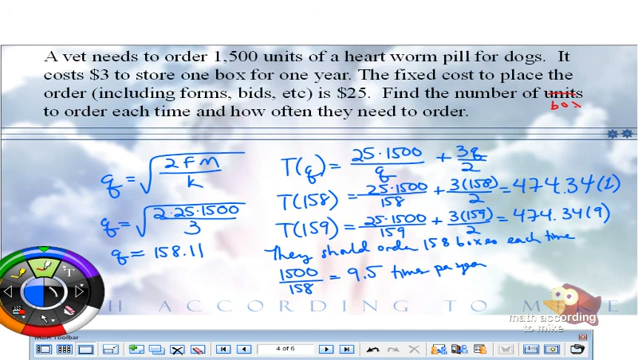 A vet needs to order 1,500 units of a heart worm pill for dogs. It
costs $3 to store one box for one year. The fixed cost to place the
order (including forms, bids, etc) is $25. Find the number of units
box
to order each time and how often they need to order.
q = √(2FM/k)
q = √(2·25·1500/3)
q = 158.11
T(q) = 25·1500/q + 3q/2
T(158) = 25·1500/158 + 3(158)/2 = 474.34(1)
T(159) = 25·1500/159 + 3(159)/2 = 474.34(9)
They should order 158 boxes each time
1500/158 = 9.5 time per year
H ACCORDING TO MIKE
math according
to mike
Math Toolbar
4 of 6